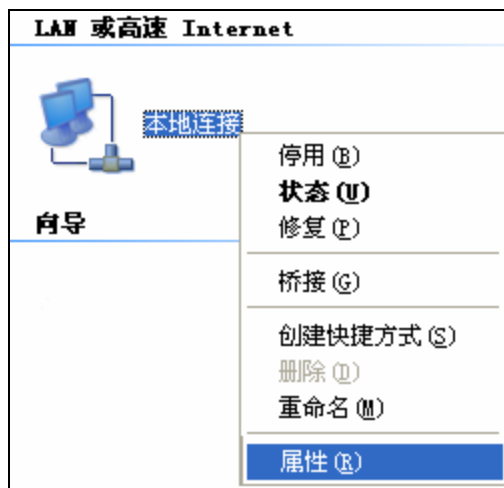 LAN 或高速 Internet
本地连接
停用(B)
状态(U)
修复(P)
向导
桥接(G)
创建快捷方式(S)
删除(D)
重命名(M)
属性(R)